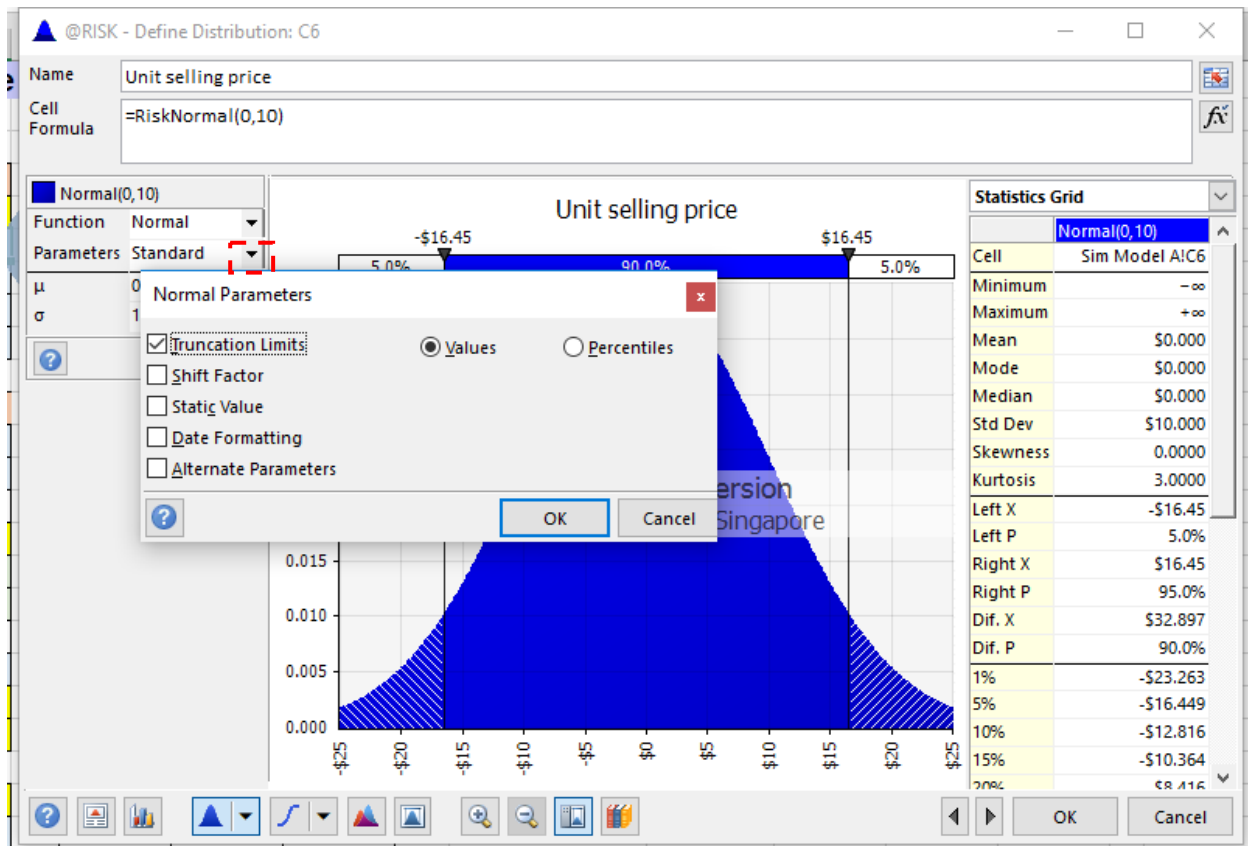 @RISK - Define Distribution: C6
Name
Unit selling price
Cell
Formula
=RiskNormal(0,10)
fx
Normal(0,10)
Function Normal
Parameters Standard
μ 0
σ 1
Normal Parameters
x
Truncation Limits
Values
Percentiles
Shift Factor
Static Value
Date Formatting
Alternate Parameters
?
OK
Cancel
Unit selling price
-$16.45
$16.45
5.0%
90.0%
5.0%
ersion
Singapore
0.015
0.010
0.005
0.000
-$25
-$20
-$15
-$10
-$5
-$0
$5
$10
$15
$20
$25
Statistics Grid
Normal(0,10)
Cell Sim Model A!C6
Minimum −∞
Maximum +∞
Mean $0.000
Mode $0.000
Median $0.000
Std Dev $10.000
Skewness 0.0000
Kurtosis 3.0000
Left X -$16.45
Left P 5.0%
Right X $16.45
Right P 95.0%
Dif. X $32.897
Dif. P 90.0%
1% -$23.263
5% -$16.449
10% -$12.816
15% -$10.364
20% $8.416
?
?
OK
Cancel